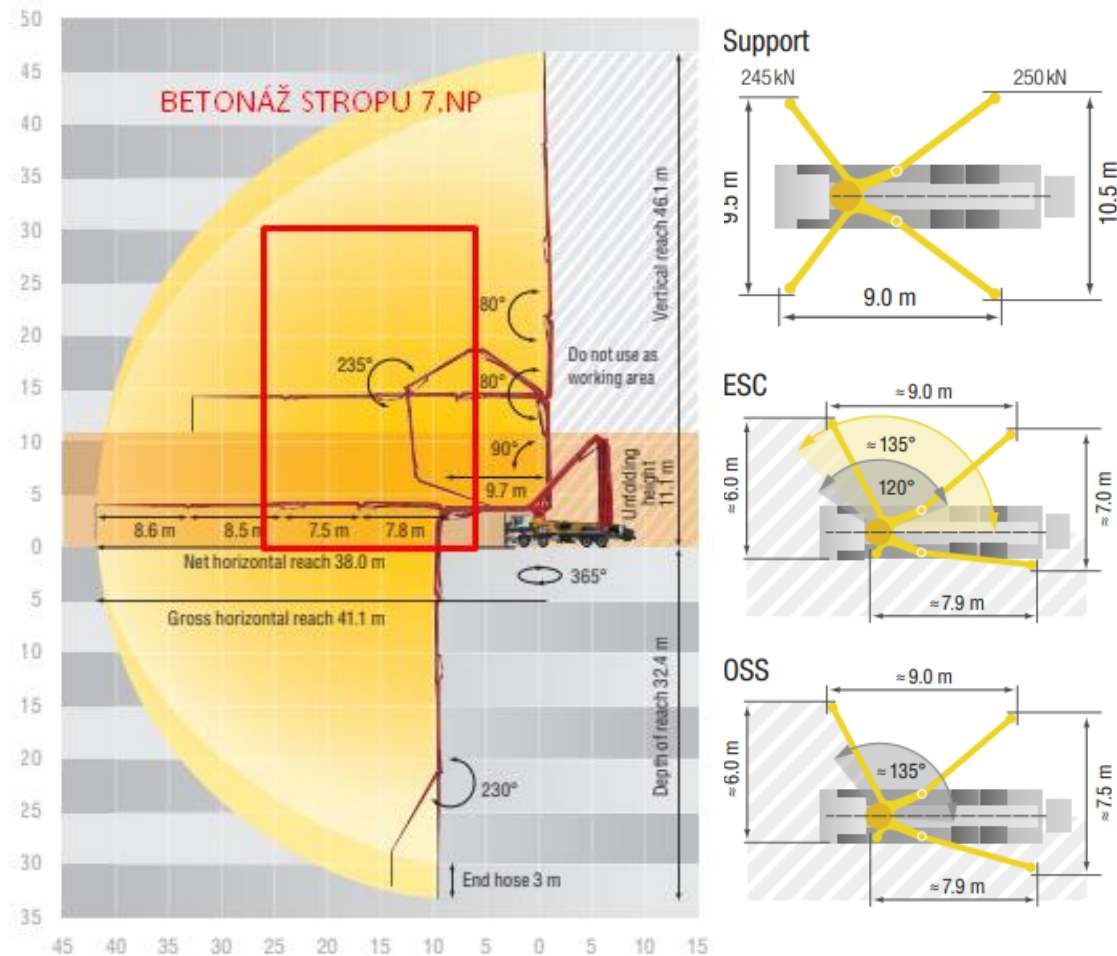 50
45
40
35
30
25
20
15
10
5
0
5
10
15
20
25
30
35
45
40
35
30
25
20
15
10
5
0
5
10
15
BETONÁŽ STROPU 7.NP
Vertical reach 46.1 m
80°
Do not use as
working area
235°
80°
90°
9.7 m
Unfolding
height
11.1 m
8.6 m
8.5 m
7.5 m
7.8 m
Net horizontal reach 38.0 m
365°
Gross horizontal reach 41.1 m
Depth of reach 32.4 m
230°
End hose 3 m
Support
245 kN
250 kN
9.5 m
10.5 m
9.0 m
ESC
≈ 9.0 m
≈ 135°
120°
≈ 6.0 m
≈ 7.0 m
≈ 7.9 m
OSS
≈ 9.0 m
≈ 135°
≈ 6.0 m
≈ 7.5 m
≈ 7.9 m